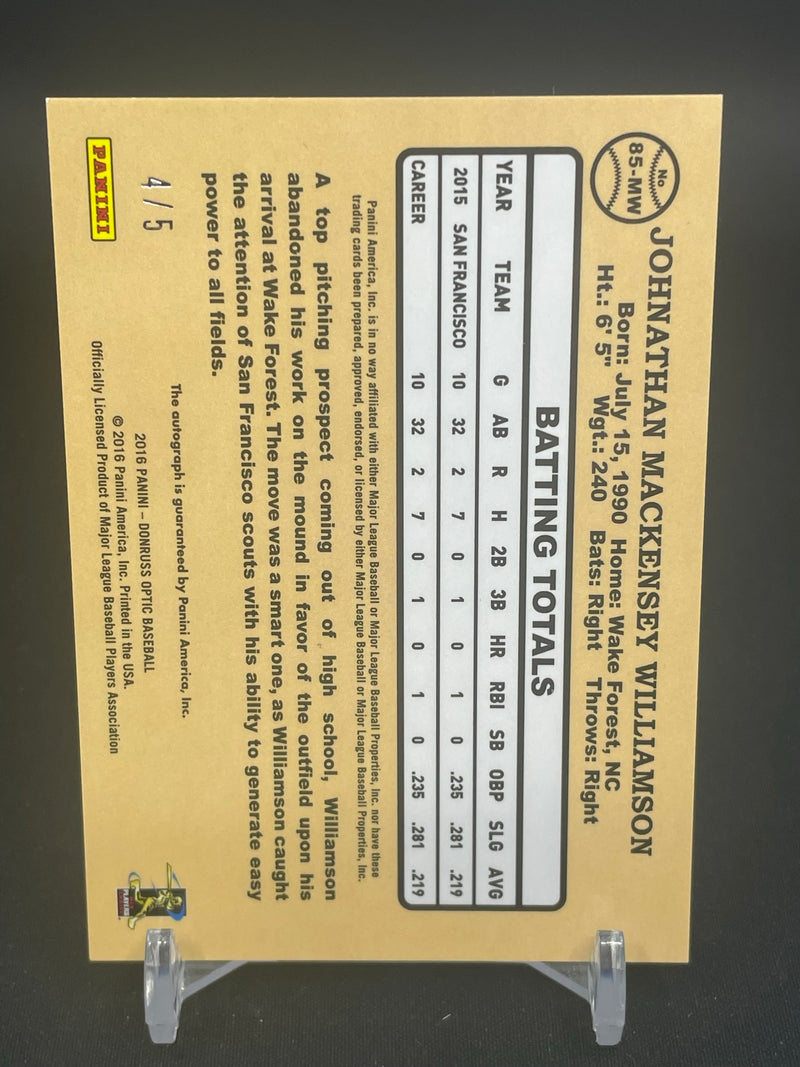 No
85-MW
JOHNATHAN MACKENSEY WILLIAMSON
Born: July 15, 1990 Home: Wake Forest, NC
Ht.: 6' 5" Wgt.: 240 Bats: Right Throws: Right
BATTING TOTALS
YEAR TEAM G AB R H 2B 3B HR RBI SB OBP SLG AVG
2015 SAN FRANCISCO 10 32 2 7 0 1 0 1 0 .235 .281 .219
CAREER 10 32 2 7 0 1 0 1 0 .235 .281 .219
Panini America, Inc. is in no way affiliated with either Major League Baseball or Major League Baseball Properties, Inc. nor have these
trading cards been prepared, approved, endorsed, or licensed by either Major League Baseball or Major League Baseball Properties, Inc.
A top pitching prospect coming out of high school, Williamson
abandoned his work on the mound in favor of the outfield upon his
arrival at Wake Forest. The move was a smart one, as Williamson caught
the attention of San Francisco scouts with his ability to generate easy
power to all fields.
The autograph is guaranteed by Panini America, Inc.
4/5
2016 PANINI – DONRUSS OPTIC BASEBALL
© 2016 Panini America, Inc. Printed in the USA.
Officially Licensed Product of Major League Baseball Players Association
PANINI
PLAYERS